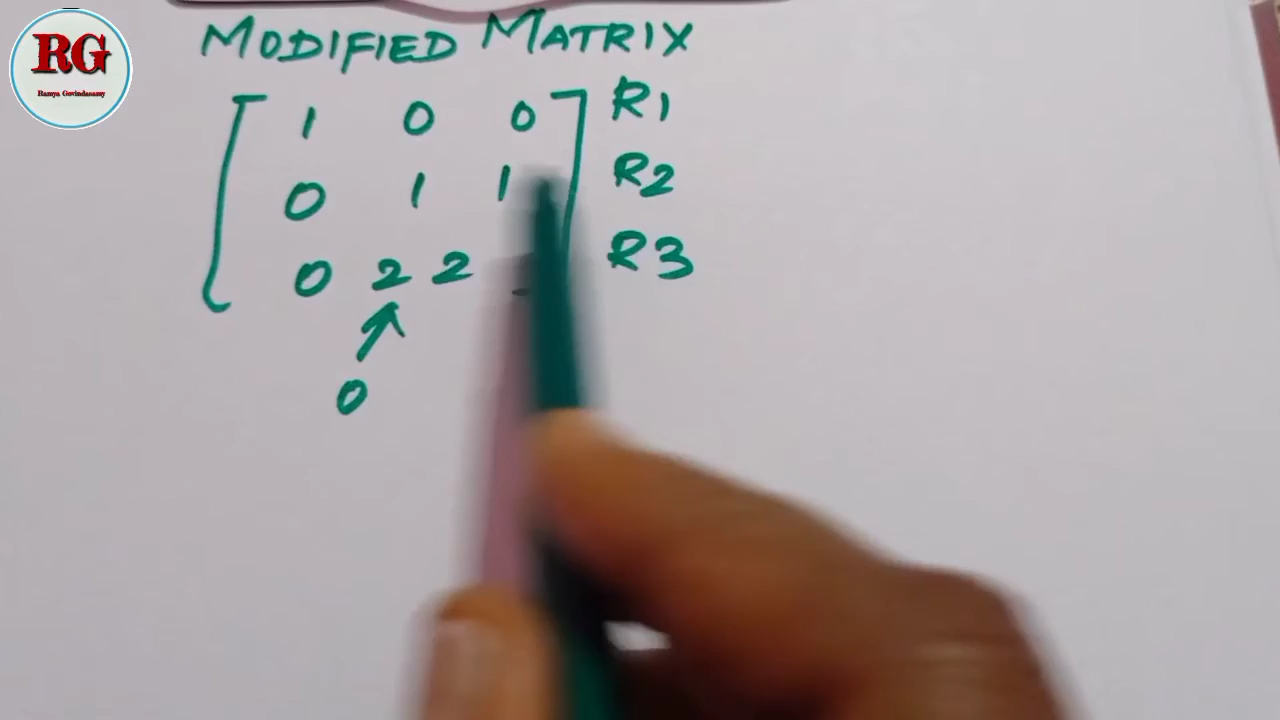 RG
Ramya Govindasamy
MODIFIED MATRIX
1 0 0 R1
0 1 1 R2
0 2 2 R3
0